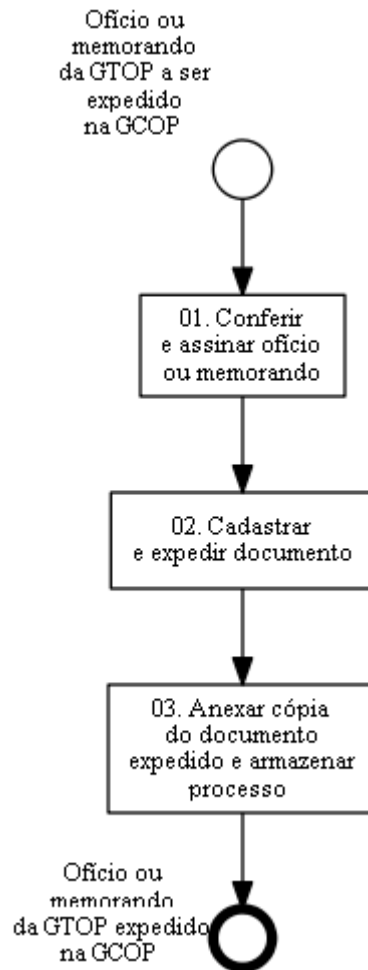 Ofício ou
memorando
da GTOP a ser
expedido
na GCOP
01. Conferir
e assinar ofício
ou memorando
02. Cadastrar
e expedir documento
03. Anexar cópia
do documento
expedido e armazenar
processo
Ofício ou
memorando
da GTOP expedido
na GCOP